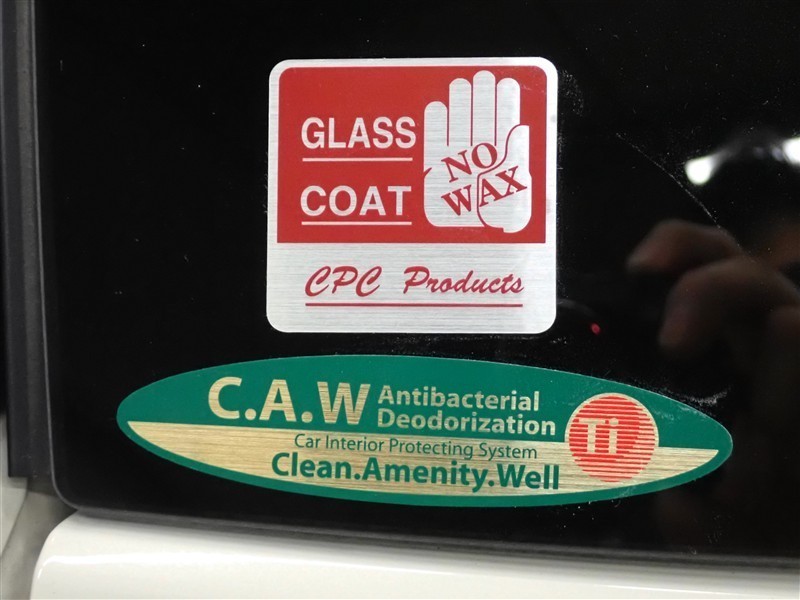 GLASS
COAT
NO
WAX
CPC Products
C.A.W Antibacterial
Deodorization
Ti
Car Interior Protecting System
Clean.Amenity.Well